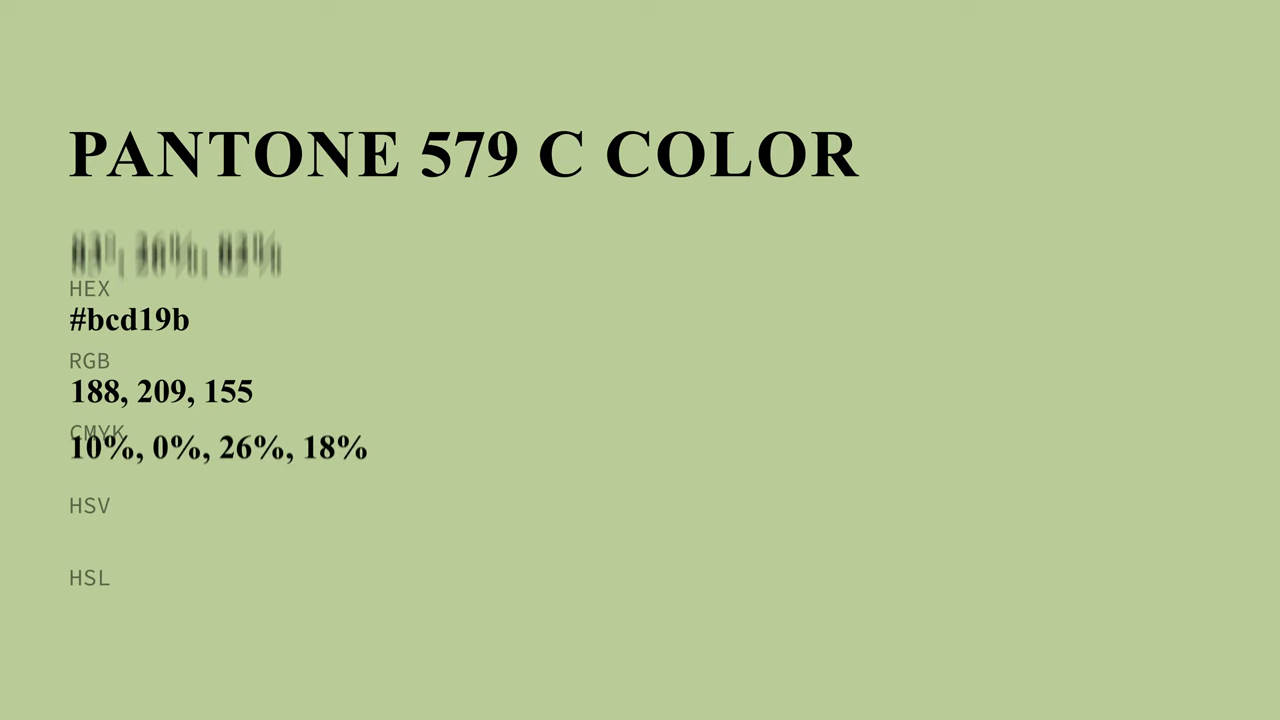 PANTONE 579 C COLOR
HEX
#bcd19b
RGB
188, 209, 155
CMYK
10%, 0%, 26%, 18%
HSV
HSL